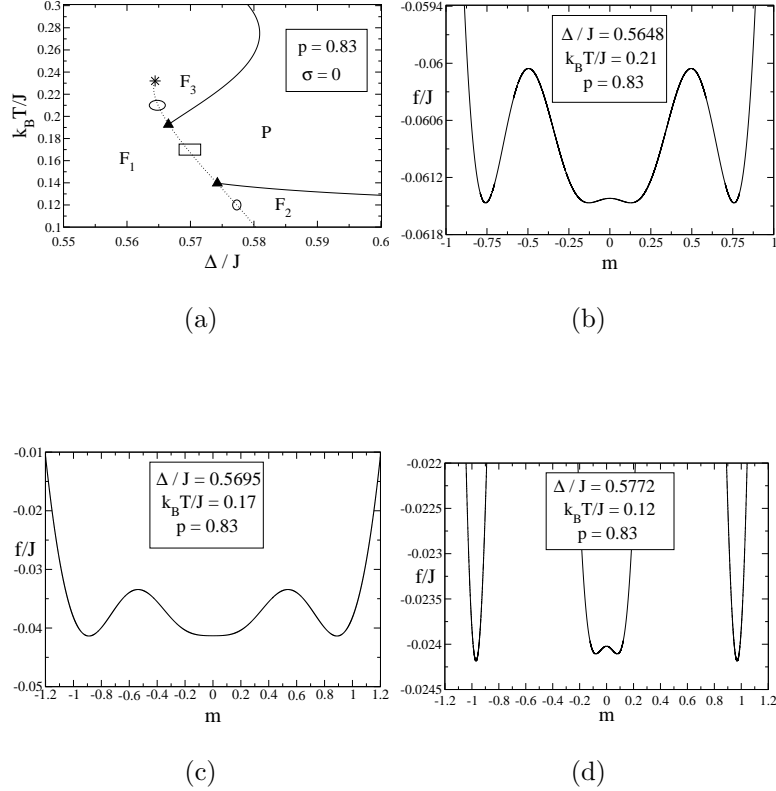 0.3
0.28
0.26
0.24
0.22
0.2
0.18
0.16
0.14
0.12
0.1
k_BT/J
0.55 0.56 0.57 0.58 0.59 0.6
Δ / J
p = 0.83
σ = 0
F_3
F_1
P
F_2
(a)
-0.0594
-0.06
f/J
-0.0606
-0.0612
-0.0618
-1 -0.75 -0.5 -0.25 0 0.25 0.5 0.75 1
m
Δ / J = 0.5648
k_BT/J = 0.21
p = 0.83
(b)
-0.01
-0.02
f/J
-0.03
-0.04
-0.05
-1.2 -1 -0.8 -0.6 -0.4 -0.2 0 0.2 0.4 0.6 0.8 1 1.2
m
Δ / J = 0.5695
k_BT/J = 0.17
p = 0.83
(c)
-0.022
-0.0225
-0.023
f/J
-0.0235
-0.024
-0.0245
-1.2 -1 -0.8 -0.6 -0.4 -0.2 0 0.2 0.4 0.6 0.8 1 1.2
m
Δ / J = 0.5772
k_BT/J = 0.12
p = 0.83
(d)